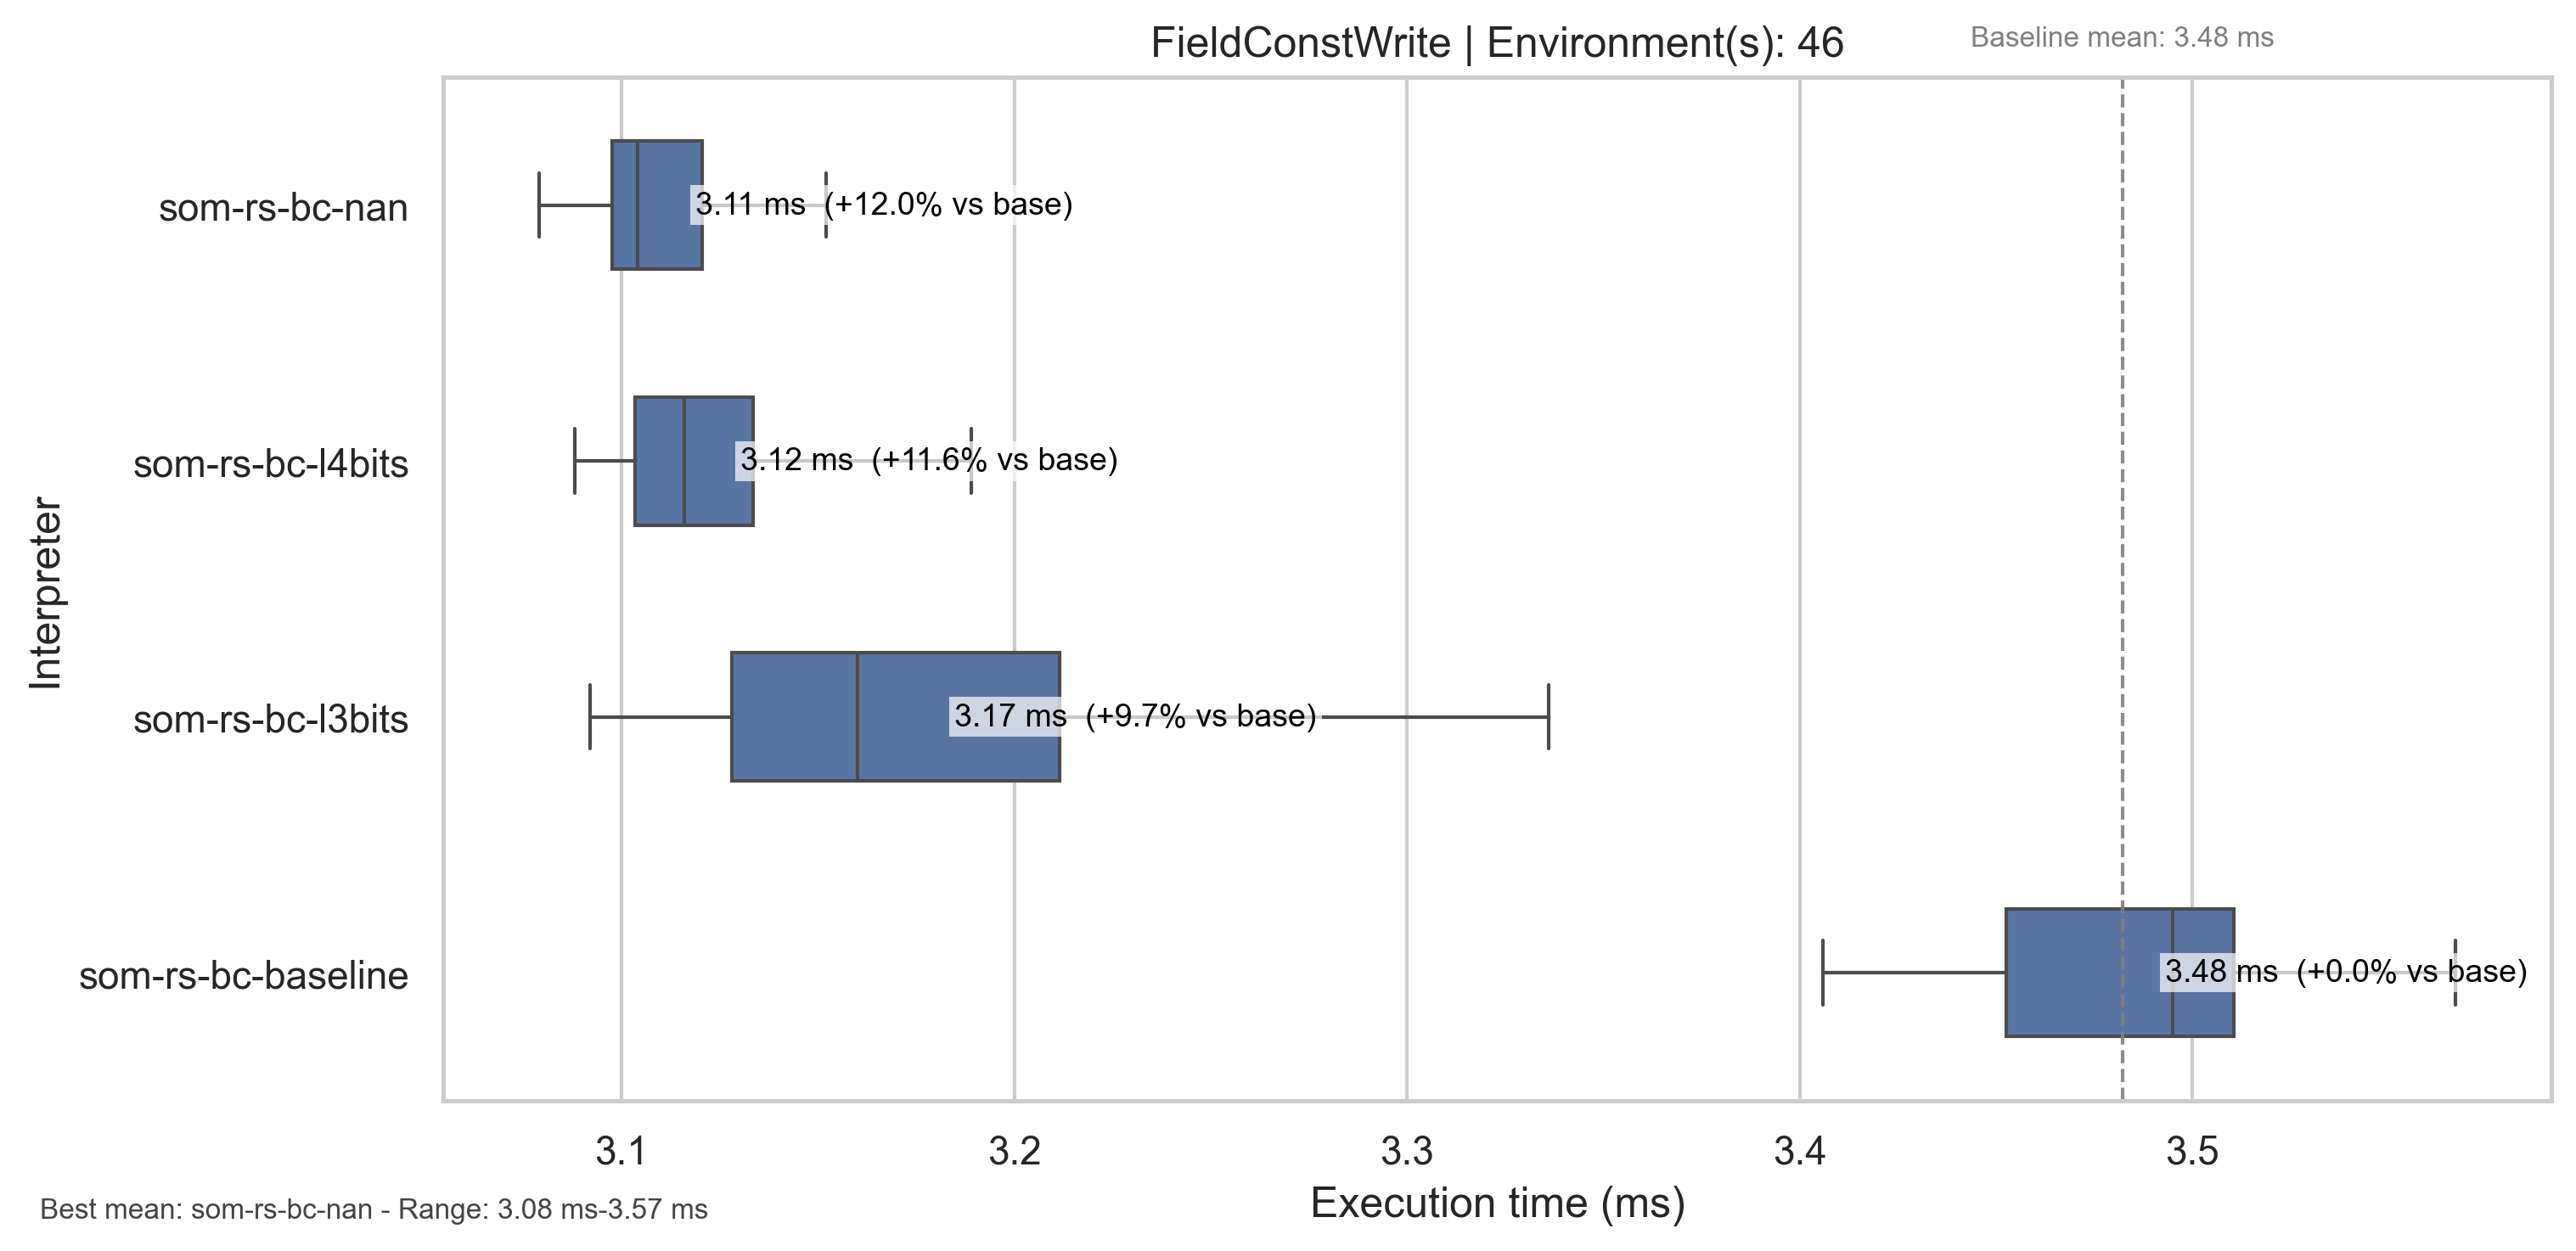 FieldConstWrite | Environment(s): 46
Baseline mean: 3.48 ms
som-rs-bc-nan
3.11 ms (+12.0% vs base)
som-rs-bc-l4bits
3.12 ms (+11.6% vs base)
Interpreter
som-rs-bc-l3bits
3.17 ms (+9.7% vs base)
som-rs-bc-baseline
3.48 ms (+0.0% vs base)
3.1 3.2 3.3 3.4 3.5
Execution time (ms)
Best mean: som-rs-bc-nan - Range: 3.08 ms-3.57 ms